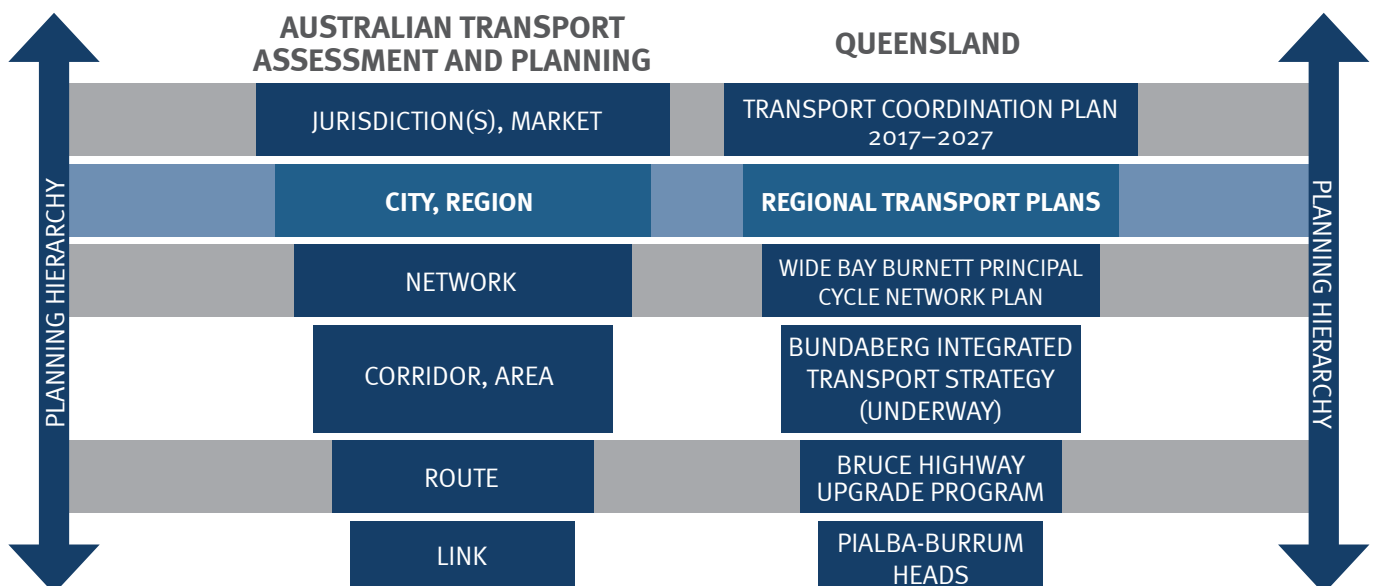 AUSTRALIAN TRANSPORT
ASSESSMENT AND PLANNING
QUEENSLAND
PLANNING HIERARCHY
JURISDICTION(S), MARKET
TRANSPORT COORDINATION PLAN
2017–2027
CITY, REGION
REGIONAL TRANSPORT PLANS
NETWORK
WIDE BAY BURNETT PRINCIPAL
CYCLE NETWORK PLAN
CORRIDOR, AREA
BUNDABERG INTEGRATED
TRANSPORT STRATEGY
(UNDERWAY)
ROUTE
BRUCE HIGHWAY
UPGRADE PROGRAM
LINK
PIALBA-BURRUM
HEADS
PLANNING HIERARCHY